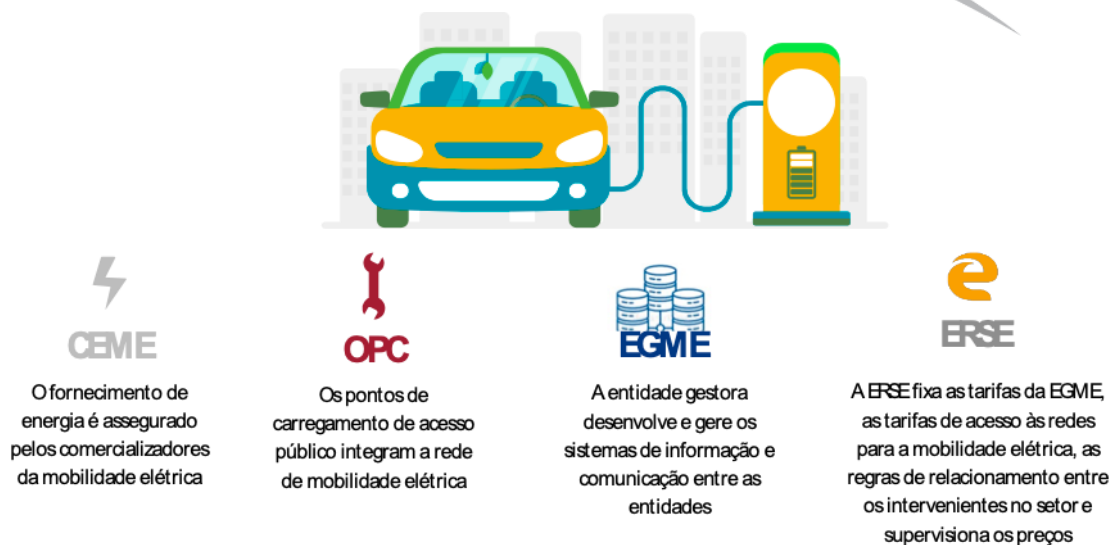 CEME
O fornecimento de
energia é assegurado
pelos comercializadores
da mobilidade elétrica
OPC
Os pontos de
carregamento de acesso
público integram a rede
de mobilidade elétrica
EGME
A entidade gestora
desenvolve e gere os
sistemas de informação e
comunicação entre as
entidades
ERSE
A ERSE fixa as tarifas da EGME,
as tarifas de acesso às redes
para a mobilidade elétrica, as
regras de relacionamento entre
os intervenientes no setor e
supervisiona os preços